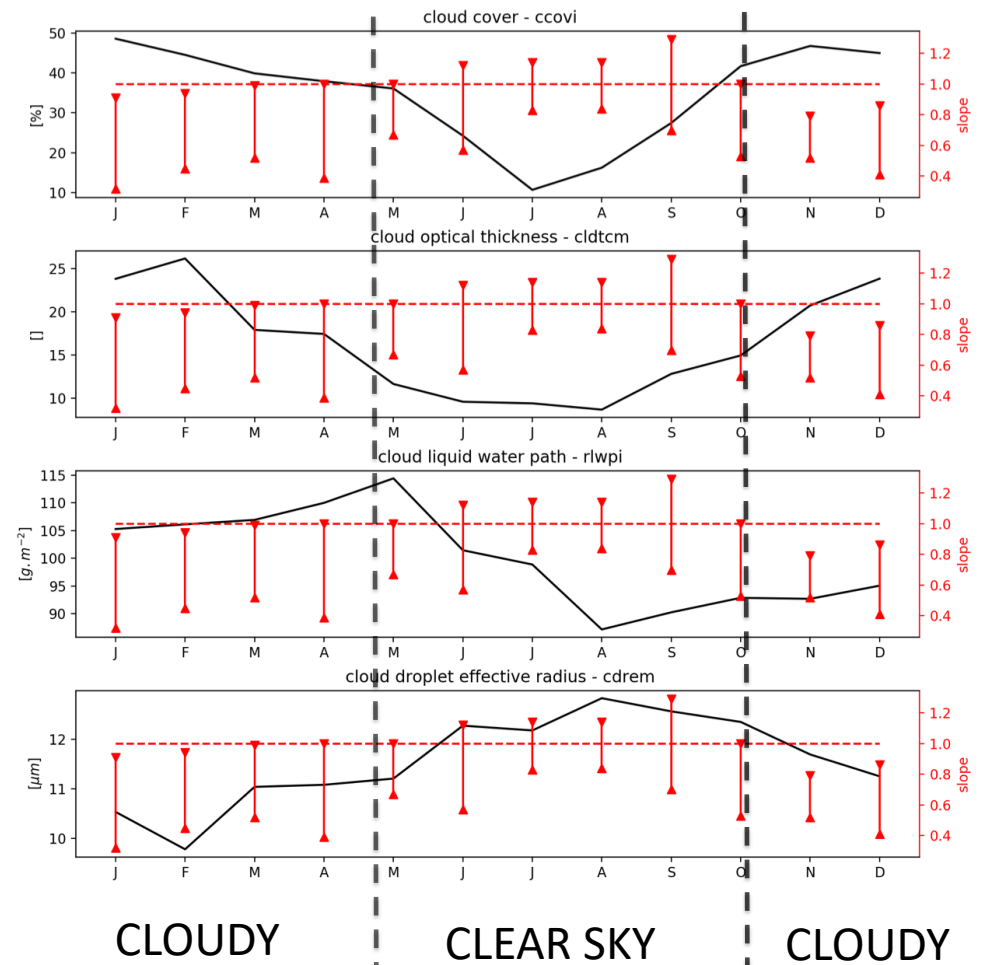 cloud cover - ccovi
50
40
30
20
10
[%]
1.2
1.0
0.8
0.6
0.4
slope
J F M A M J J A S O N D
cloud optical thickness - cldtcm
25
20
15
10
[]
1.2
1.0
0.8
0.6
0.4
slope
J F M A M J J A S O N D
cloud liquid water path - rlwpi
115
110
105
100
95
90
[g.m⁻²]
1.2
1.0
0.8
0.6
0.4
slope
J F M A M J J A S O N D
cloud droplet effective radius - cdrem
12
11
10
[μm]
1.2
1.0
0.8
0.6
0.4
slope
J F M A M J J A S O N D
CLOUDY CLEAR SKY CLOUDY